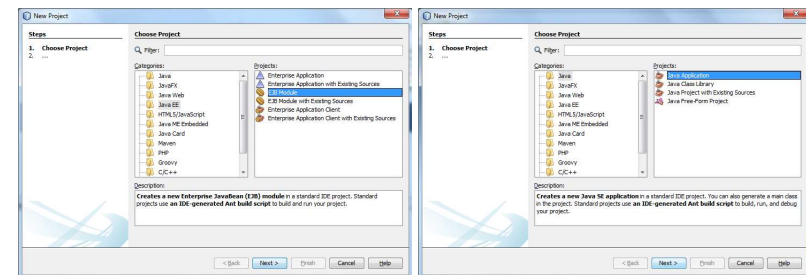 New Project
Steps
1. Choose Project
2. ...
Choose Project
Filter:
Categories:
Java
JavaFX
Java Web
Java EE
HTML5/JavaScript
Java ME Embedded
Java Card
Maven
PHP
Groovy
C/C++
Projects:
Enterprise Application
Enterprise Application with Existing Sources
EJB Module
EJB Module with Existing Sources
Enterprise Application Client
Enterprise Application Client with Existing Sources
Description:
Creates a new Enterprise JavaBean (EJB) module in a standard IDE project. Standard
projects use an IDE-generated Ant build script to build and run your project.
< Back Next > Finish Cancel Help
New Project
Steps
1. Choose Project
2. ...
Choose Project
Filter:
Categories:
Java
JavaFX
Java Web
Java EE
HTML5/JavaScript
Java ME Embedded
Java Card
Maven
PHP
Groovy
C/C++
Projects:
Java Application
Java Class Library
Java Project with Existing Sources
Java Free-Form Project
Description:
Creates a new Java SE application in a standard IDE project. You can also generate a main class
in the project. Standard projects use an IDE-generated Ant build script to build, run, and debug
your project.
< Back Next > Finish Cancel Help